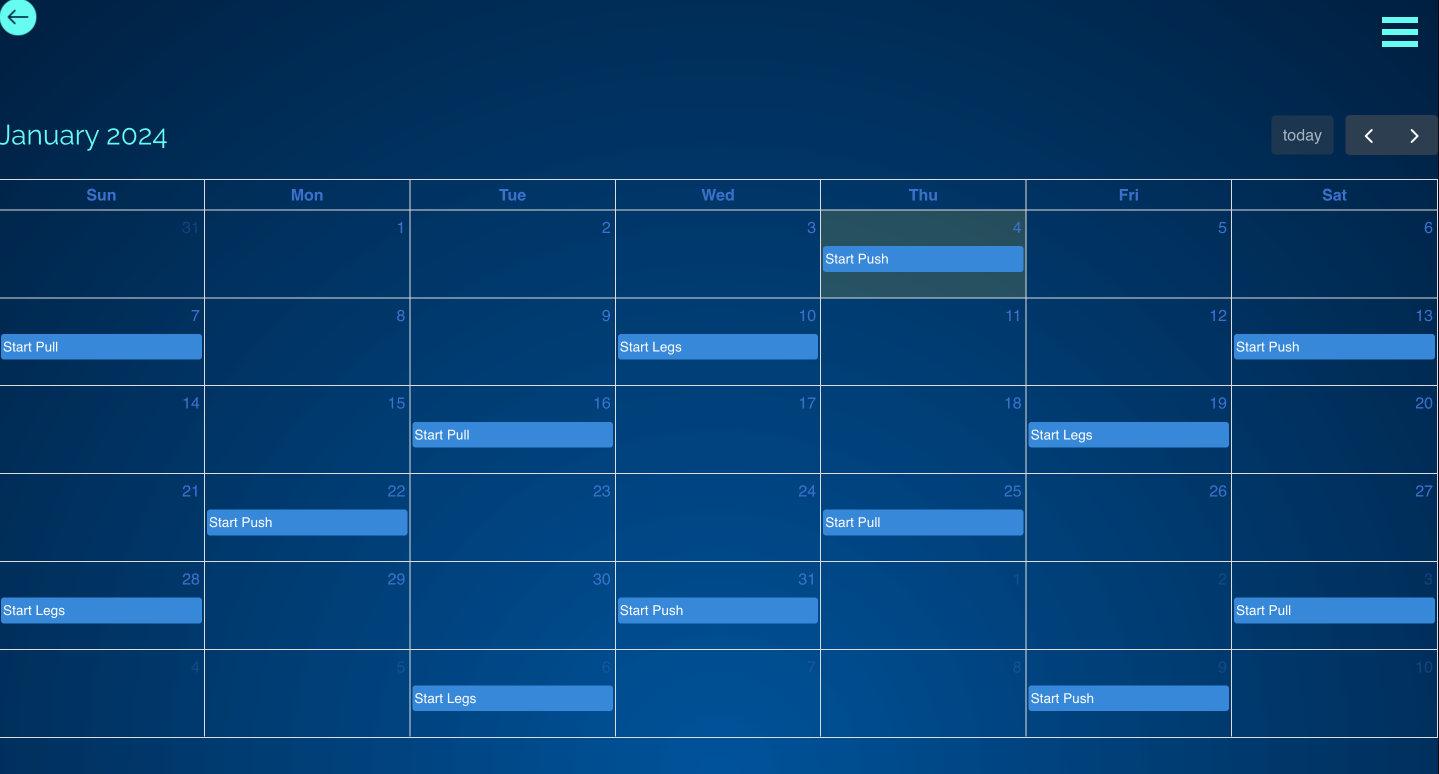 January 2024
today
Sun Mon Tue Wed Thu Fri Sat
31 1 2 3 4 5 6
Start Push
7 8 9 10 11 12 13
Start Pull Start Legs Start Push
14 15 16 17 18 19 20
Start Pull Start Legs
21 22 23 24 25 26 27
Start Push Start Pull
28 29 30 31 1 2 3
Start Legs Start Push Start Pull
4 5 6 7 8 9 10
Start Legs Start Push